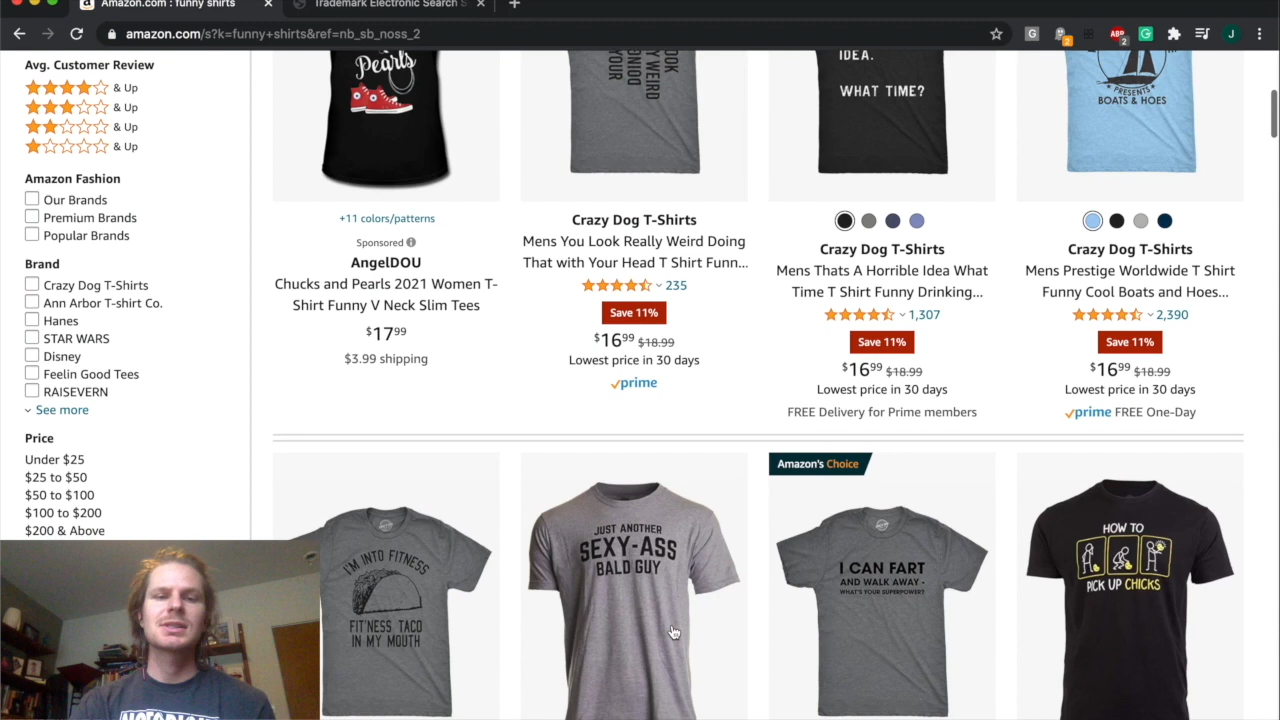 Amazon.com : funny shirts
Trademark Electronic Search S
amazon.com/s?k=funny+shirts&ref=nb_sb_noss_2
G
2
ABP
2
G
J
Avg. Customer Review
& Up
& Up
& Up
& Up
Amazon Fashion
Our Brands
Premium Brands
Popular Brands
Brand
Crazy Dog T-Shirts
Ann Arbor T-shirt Co.
Hanes
STAR WARS
Disney
Feelin Good Tees
RAISEVERN
See more
Price
Under $25
$25 to $50
$50 to $100
$100 to $200
$200 & Above
Pearls
+11 colors/patterns
Sponsored
AngelDOU
Chucks and Pearls 2021 Women T-
Shirt Funny V Neck Slim Tees
$17.99
$3.99 shipping
WEIRD
DOING
YOUR
Crazy Dog T-Shirts
Mens You Look Really Weird Doing
That with Your Head T Shirt Funn...
235
Save 11%
$16.99 $18.99
Lowest price in 30 days
prime
IDEA.
WHAT TIME?
Crazy Dog T-Shirts
Mens Thats A Horrible Idea What
Time T Shirt Funny Drinking...
1,307
Save 11%
$16.99 $18.99
Lowest price in 30 days
FREE Delivery for Prime members
PRESENTS
BOATS & HOES
Crazy Dog T-Shirts
Mens Prestige Worldwide T Shirt
Funny Cool Boats and Hoes...
2,390
Save 11%
$16.99 $18.99
Lowest price in 30 days
prime FREE One-Day
I'M INTO FITNESS
FIT'NESS TACO
IN MY MOUTH
JUST ANOTHER
SEXY-ASS
BALD GUY
Amazon's Choice
I CAN FART
AND WALK AWAY -
WHAT'S YOUR SUPERPOWER?
HOW TO
PICK UP CHICKS